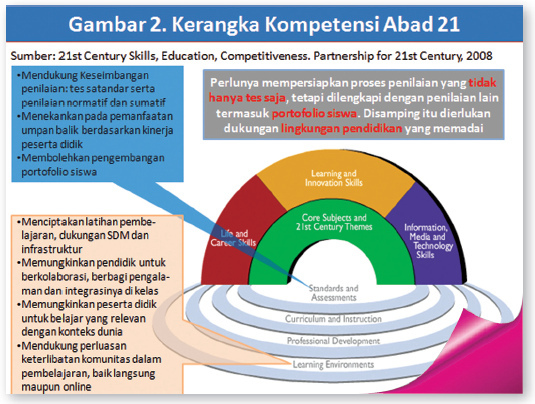 Gambar 2. Kerangka Kompetensi Abad 21
Sumber: 21st Century Skills, Education, Competitiveness. Partnership for 21st Century, 2008
•Mendukung Keseimbangan
penilaian: tes satandar serta
penilaian normatif dan sumatif
•Menekankan pada pemanfaatan
umpan balik berdasarkan kinerja
peserta didik
•Membolehkan pengembangan
portofolio siswa
Perlunya mempersiapkan proses penilaian yang tidak
hanya tes saja, tetapi dilengkapi dengan penilaian lain
termasuk portofolio siswa. Disamping itu dierlukan
dukungan lingkungan pendidikan yang memadai
Learning and
Innovation Skills
Core Subjects and
21st Century Themes
Life and
Career Skills
Information,
Media and
Technology
Skills
•Menciptakan latihan pembe-
lajaran, dukungan SDM dan
infrastruktur
•Memungkinkan pendidik untuk
berkolaborasi, berbagi pengala-
man dan integrasinya di kelas
•Memungkinkan peserta didik
untuk belajar yang relevan
dengan konteks dunia
•Mendukung perluasan
keterlibatan komunitas dalam
pembelajaran, baik langsung
maupun online
Standards and
Assessments
Curriculum and Instruction
Professional Development
Learning Environments